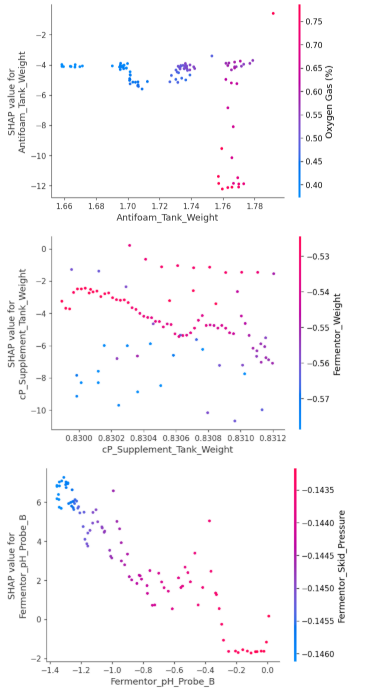 0.75
−2
0.70
−4
0.65
−6
0.60
−8
0.55
0.50
−10
0.45
−12
0.40
1.66 1.68 1.70 1.72 1.74 1.76 1.78
Antifoam_Tank_Weight
SHAP value for
Antifoam_Tank_Weight
Oxygen Gas (%)
0
−0.53
−2
−0.54
−4
−0.55
−6
−0.56
−8
−0.57
−10
0.8300 0.8302 0.8304 0.8306 0.8308 0.8310 0.8312
cP_Supplement_Tank_Weight
SHAP value for
cP_Supplement_Tank_Weight
Fermentor_Weight
−0.1435
6
−0.1440
4
−0.1445
2
−0.1450
0
−0.1455
−2
−0.1460
−1.4 −1.2 −1.0 −0.8 −0.6 −0.4 −0.2 0.0
Fermentor_pH_Probe_B
SHAP value for
Fermentor_pH_Probe_B
Fermentor_Skid_Pressure